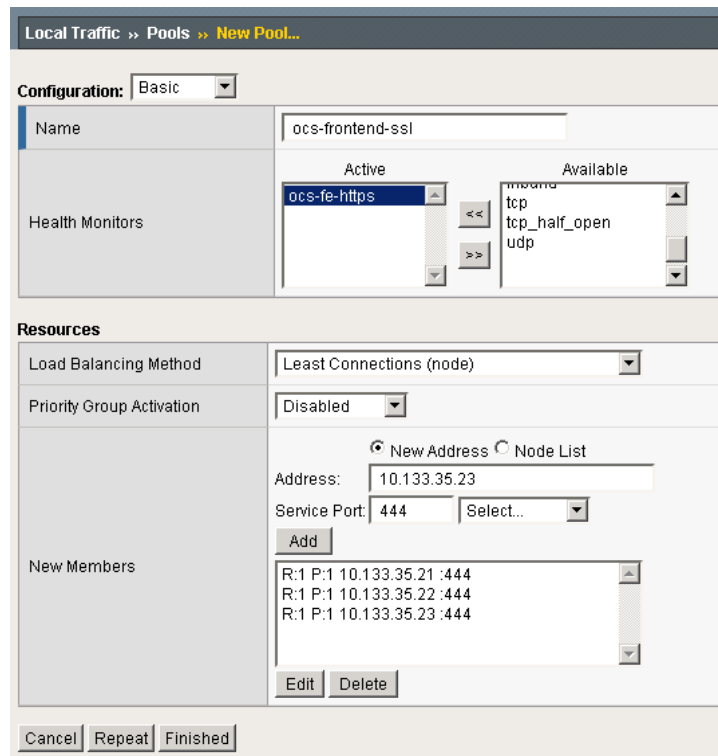 Local Traffic » Pools » New Pool...
Configuration: Basic
Name ocs-frontend-ssl
Active Available
Health Monitors
ocs-fe-https
<<
>>
inband
tcp
tcp_half_open
udp
Resources
Load Balancing Method Least Connections (node)
Priority Group Activation Disabled
New Members
New Address Node List
Address: 10.133.35.23
Service Port: 444 Select...
Add
R:1 P:1 10.133.35.21 :444
R:1 P:1 10.133.35.22 :444
R:1 P:1 10.133.35.23 :444
Edit Delete
Cancel Repeat Finished